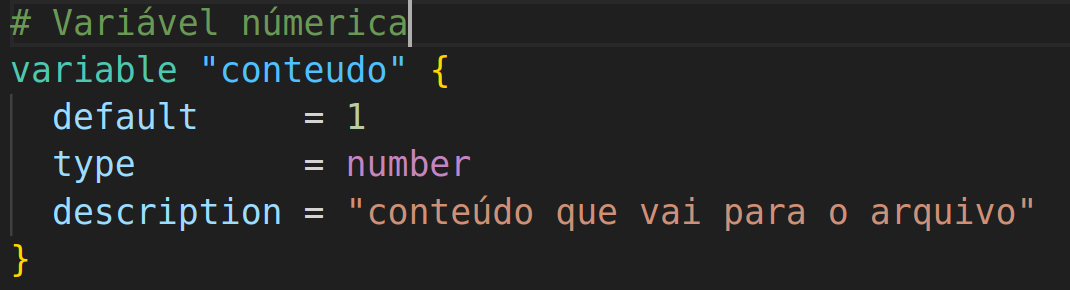 # Variável númerica
variable "conteudo" {
  default     = 1
  type        = number
  description = "conteúdo que vai para o arquivo"
}